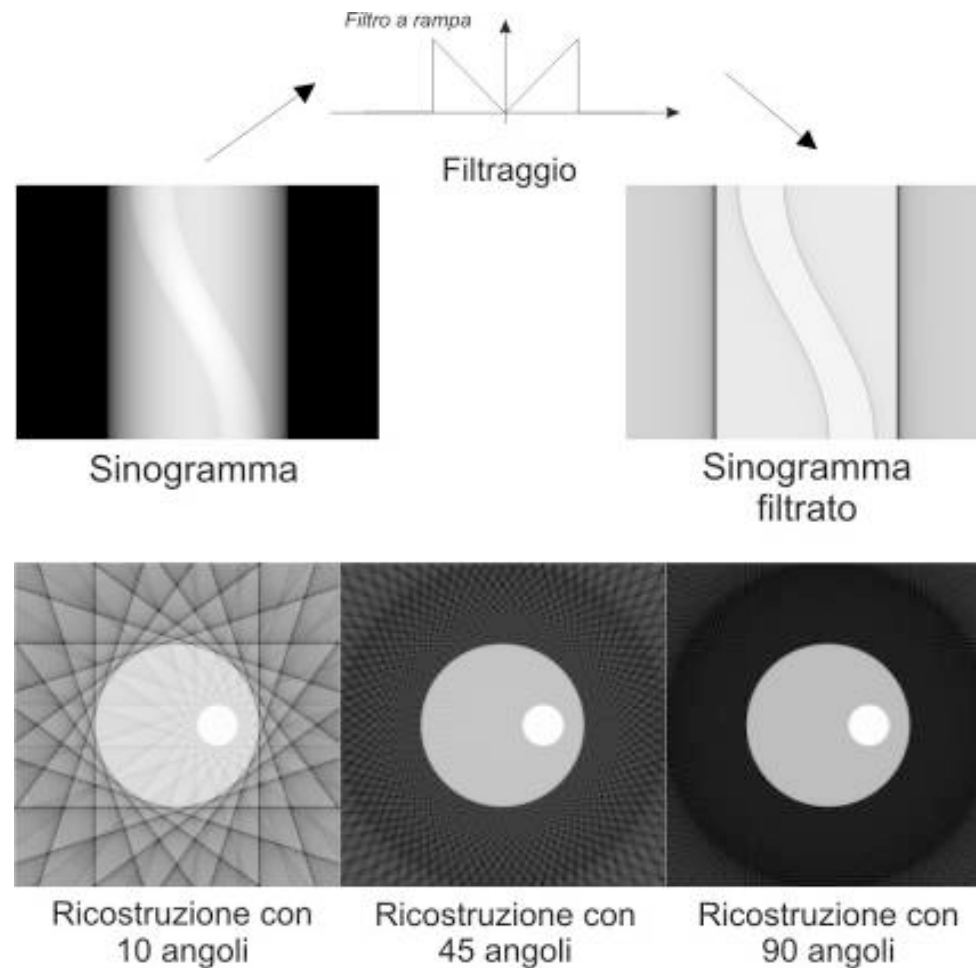 Filtro a rampa
Filtraggio
Sinogramma
Sinogramma
filtrato
Ricostruzione con
10 angoli
Ricostruzione con
45 angoli
Ricostruzione con
90 angoli